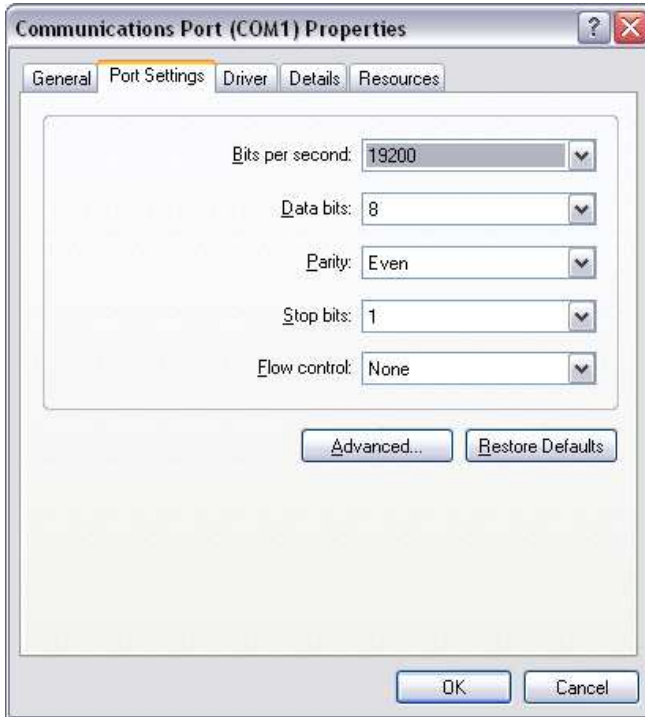 Communications Port (COM1) Properties
General Port Settings Driver Details Resources
Bits per second: 19200
Data bits: 8
Parity: Even
Stop bits: 1
Flow control: None
Advanced... Restore Defaults
OK Cancel